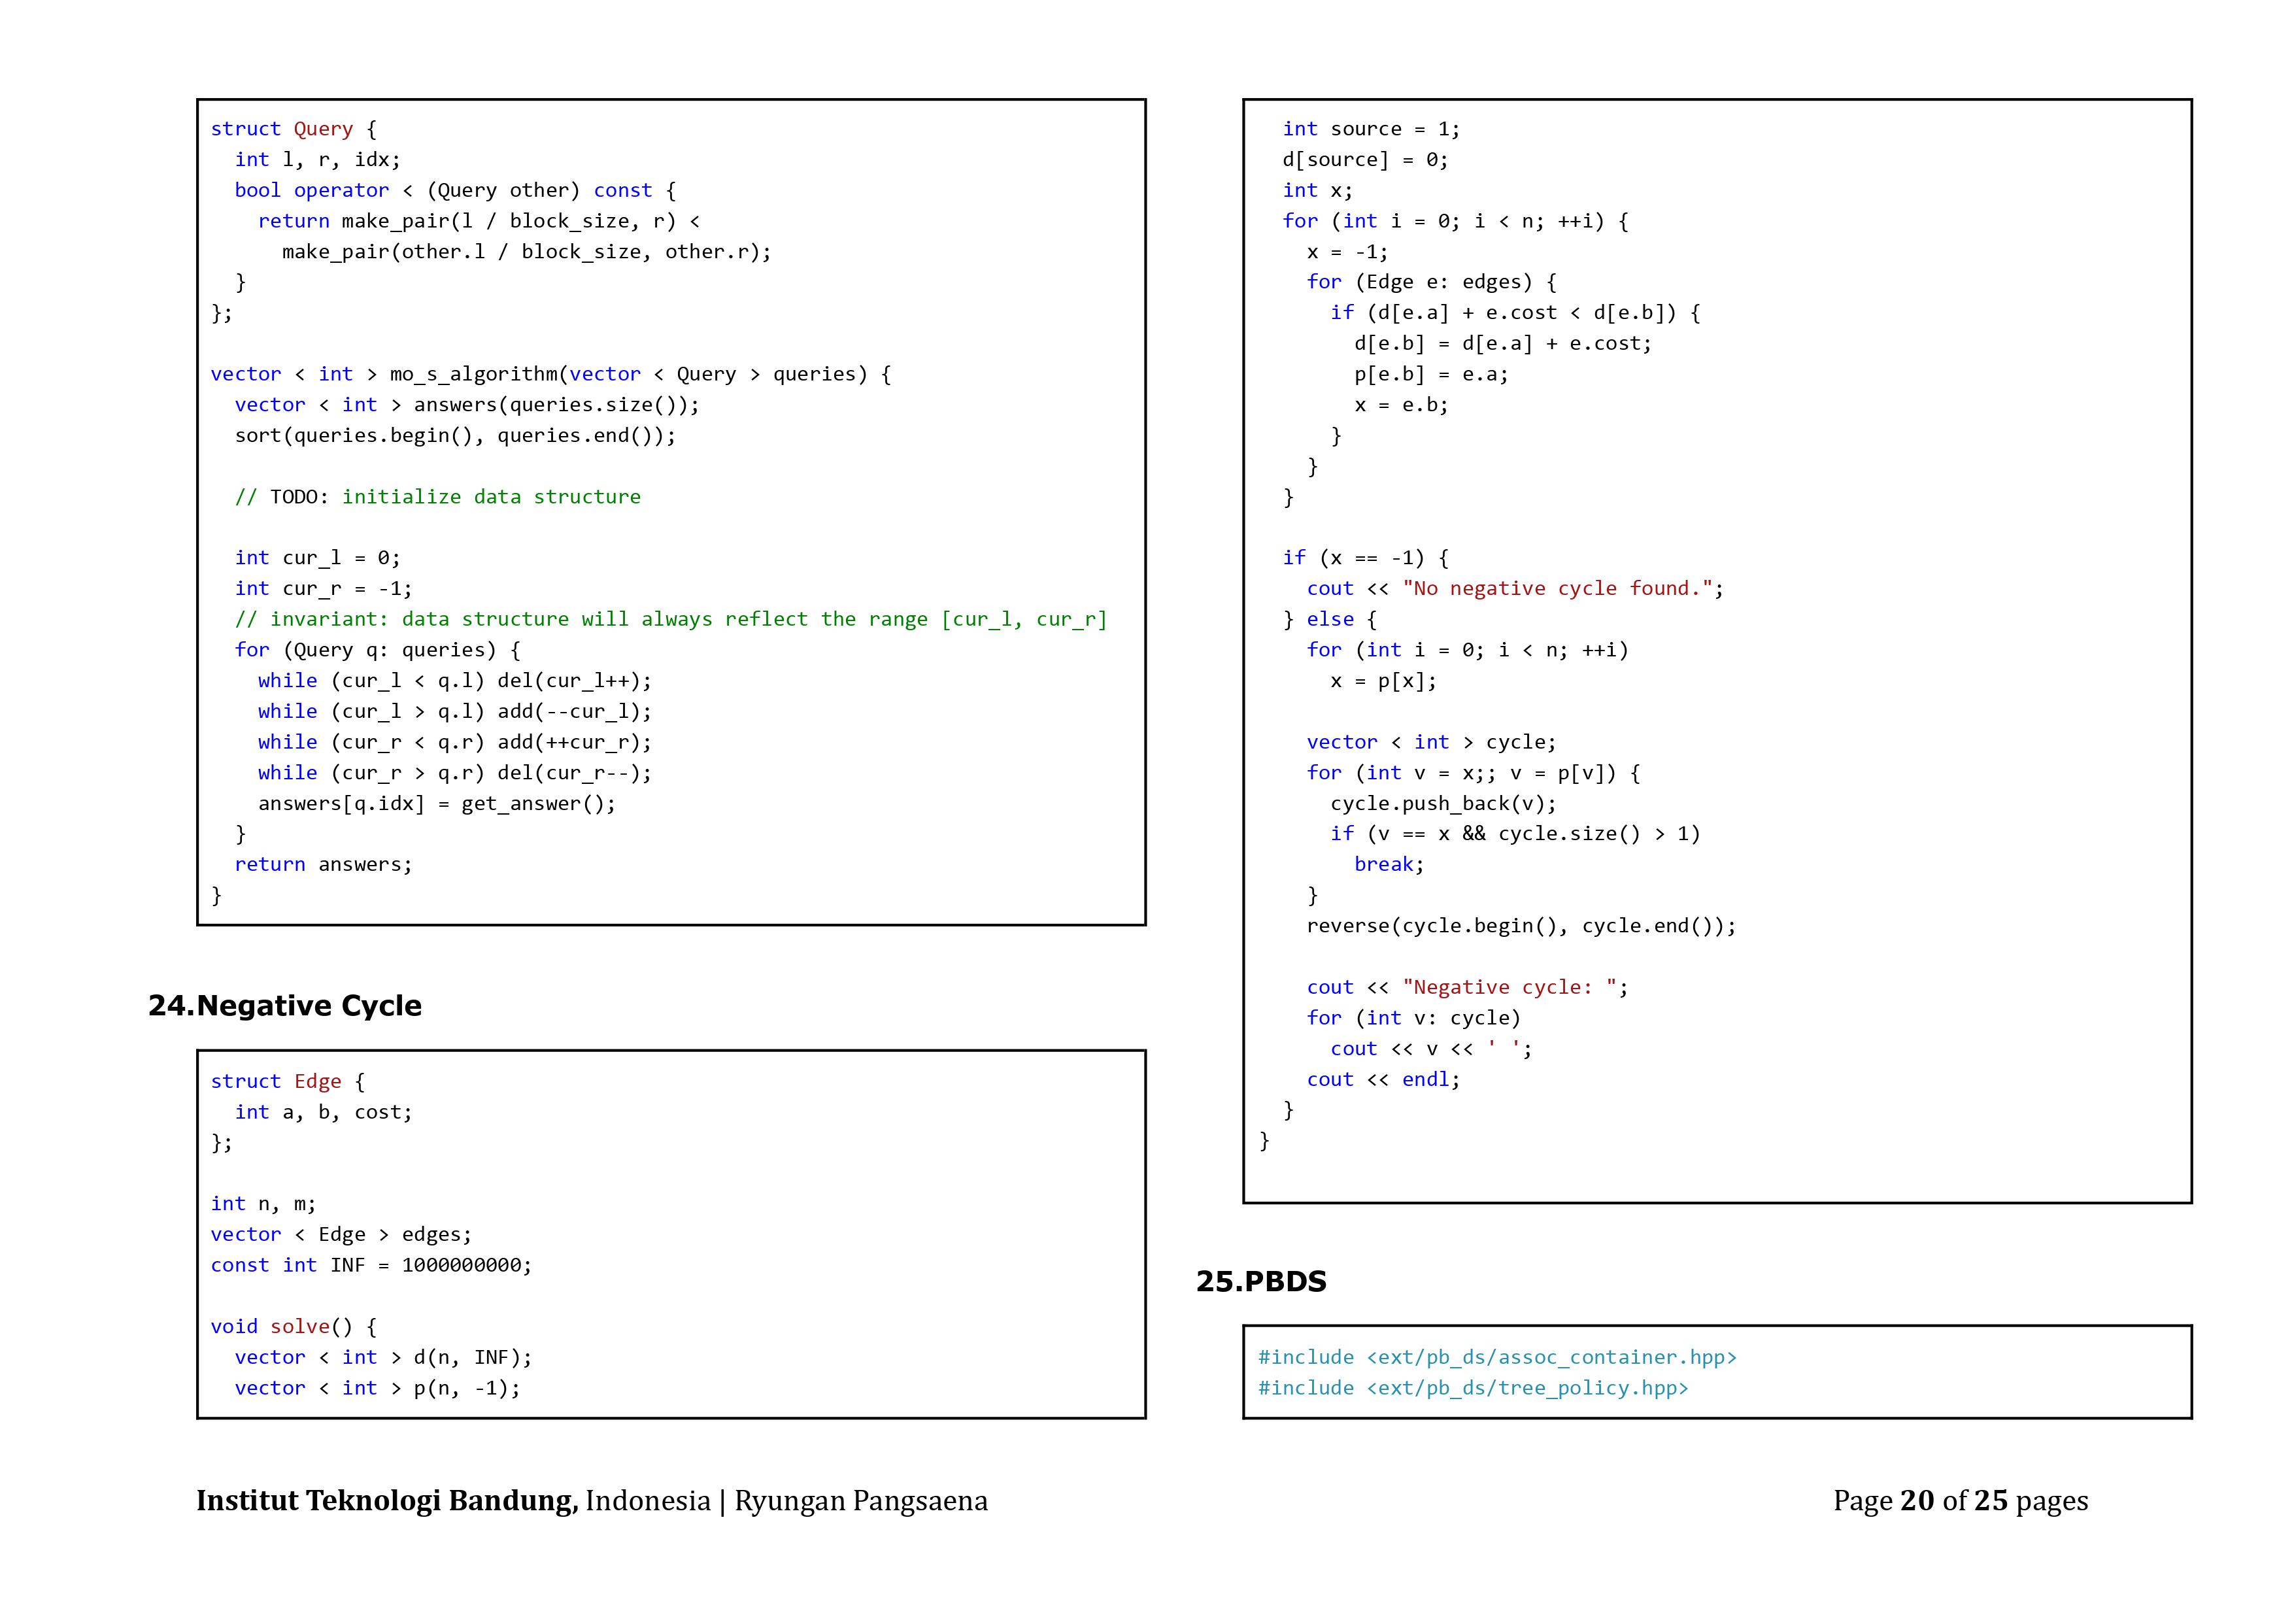 struct Query {
  int l, r, idx;
  bool operator < (Query other) const {
    return make_pair(l / block_size, r) <
      make_pair(other.l / block_size, other.r);
  }
};

vector < int > mo_s_algorithm(vector < Query > queries) {
  vector < int > answers(queries.size());
  sort(queries.begin(), queries.end());

  // TODO: initialize data structure

  int cur_l = 0;
  int cur_r = -1;
  // invariant: data structure will always reflect the range [cur_l, cur_r]
  for (Query q: queries) {
    while (cur_l < q.l) del(cur_l++);
    while (cur_l > q.l) add(--cur_l);
    while (cur_r < q.r) add(++cur_r);
    while (cur_r > q.r) del(cur_r--);
    answers[q.idx] = get_answer();
  }
  return answers;
}

24.Negative Cycle

struct Edge {
  int a, b, cost;
};

int n, m;
vector < Edge > edges;
const int INF = 1000000000;

void solve() {
  vector < int > d(n, INF);
  vector < int > p(n, -1);
  int source = 1;
  d[source] = 0;
  int x;
  for (int i = 0; i < n; ++i) {
    x = -1;
    for (Edge e: edges) {
      if (d[e.a] + e.cost < d[e.b]) {
        d[e.b] = d[e.a] + e.cost;
        p[e.b] = e.a;
        x = e.b;
      }
    }
  }

  if (x == -1) {
    cout << "No negative cycle found.";
  } else {
    for (int i = 0; i < n; ++i)
      x = p[x];

    vector < int > cycle;
    for (int v = x;; v = p[v]) {
      cycle.push_back(v);
      if (v == x && cycle.size() > 1)
        break;
    }
    reverse(cycle.begin(), cycle.end());

    cout << "Negative cycle: ";
    for (int v: cycle)
      cout << v << ' ';
    cout << endl;
  }
}

25.PBDS

#include <ext/pb_ds/assoc_container.hpp>
#include <ext/pb_ds/tree_policy.hpp>

Institut Teknologi Bandung, Indonesia | Ryungan Pangsaena
Page 20 of 25 pages